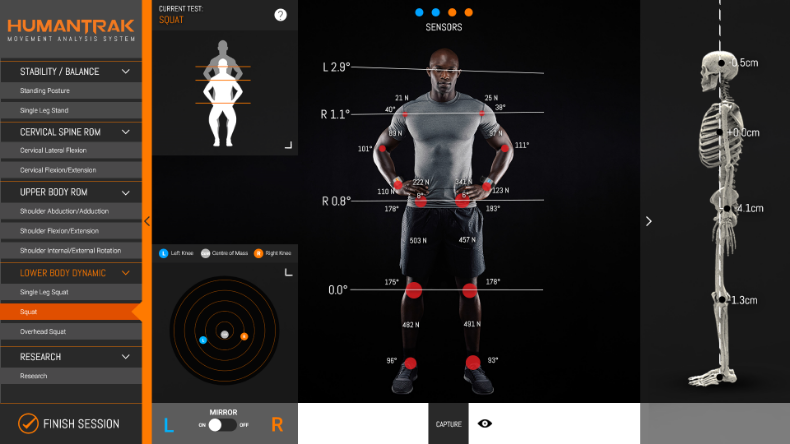 HUMANTRAK
MOVEMENT ANALYSIS SYSTEM
STABILITY / BALANCE
Standing Posture
Single Leg Stand
CERVICAL SPINE ROM
Cervical Lateral Flexion
Cervical Flexion/Extension
UPPER BODY ROM
Shoulder Abduction/Adduction
Shoulder Flexion/Extension
Shoulder Internal/External Rotation
LOWER BODY DYNAMIC
Single Leg Squat
Squat
Overhead Squat
RESEARCH
Research
FINISH SESSION
CURRENT TEST:
SQUAT
?
L Left Knee
Centre of Mass
R Right Knee
L
R
MIRROR
L ON OFF R
SENSORS
L 2.9°
21 N 25 N
40° 38°
R 1.1°
89 N 97 N
101° 111°
222 N 341 N
110 N 6° 6° 123 N
R 0.8°
178° 183°
503 N 457 N
175° 178°
0.0°
482 N 491 N
96° 93°
CAPTURE
-0.5cm
+0.0cm
-4.1cm
-1.3cm